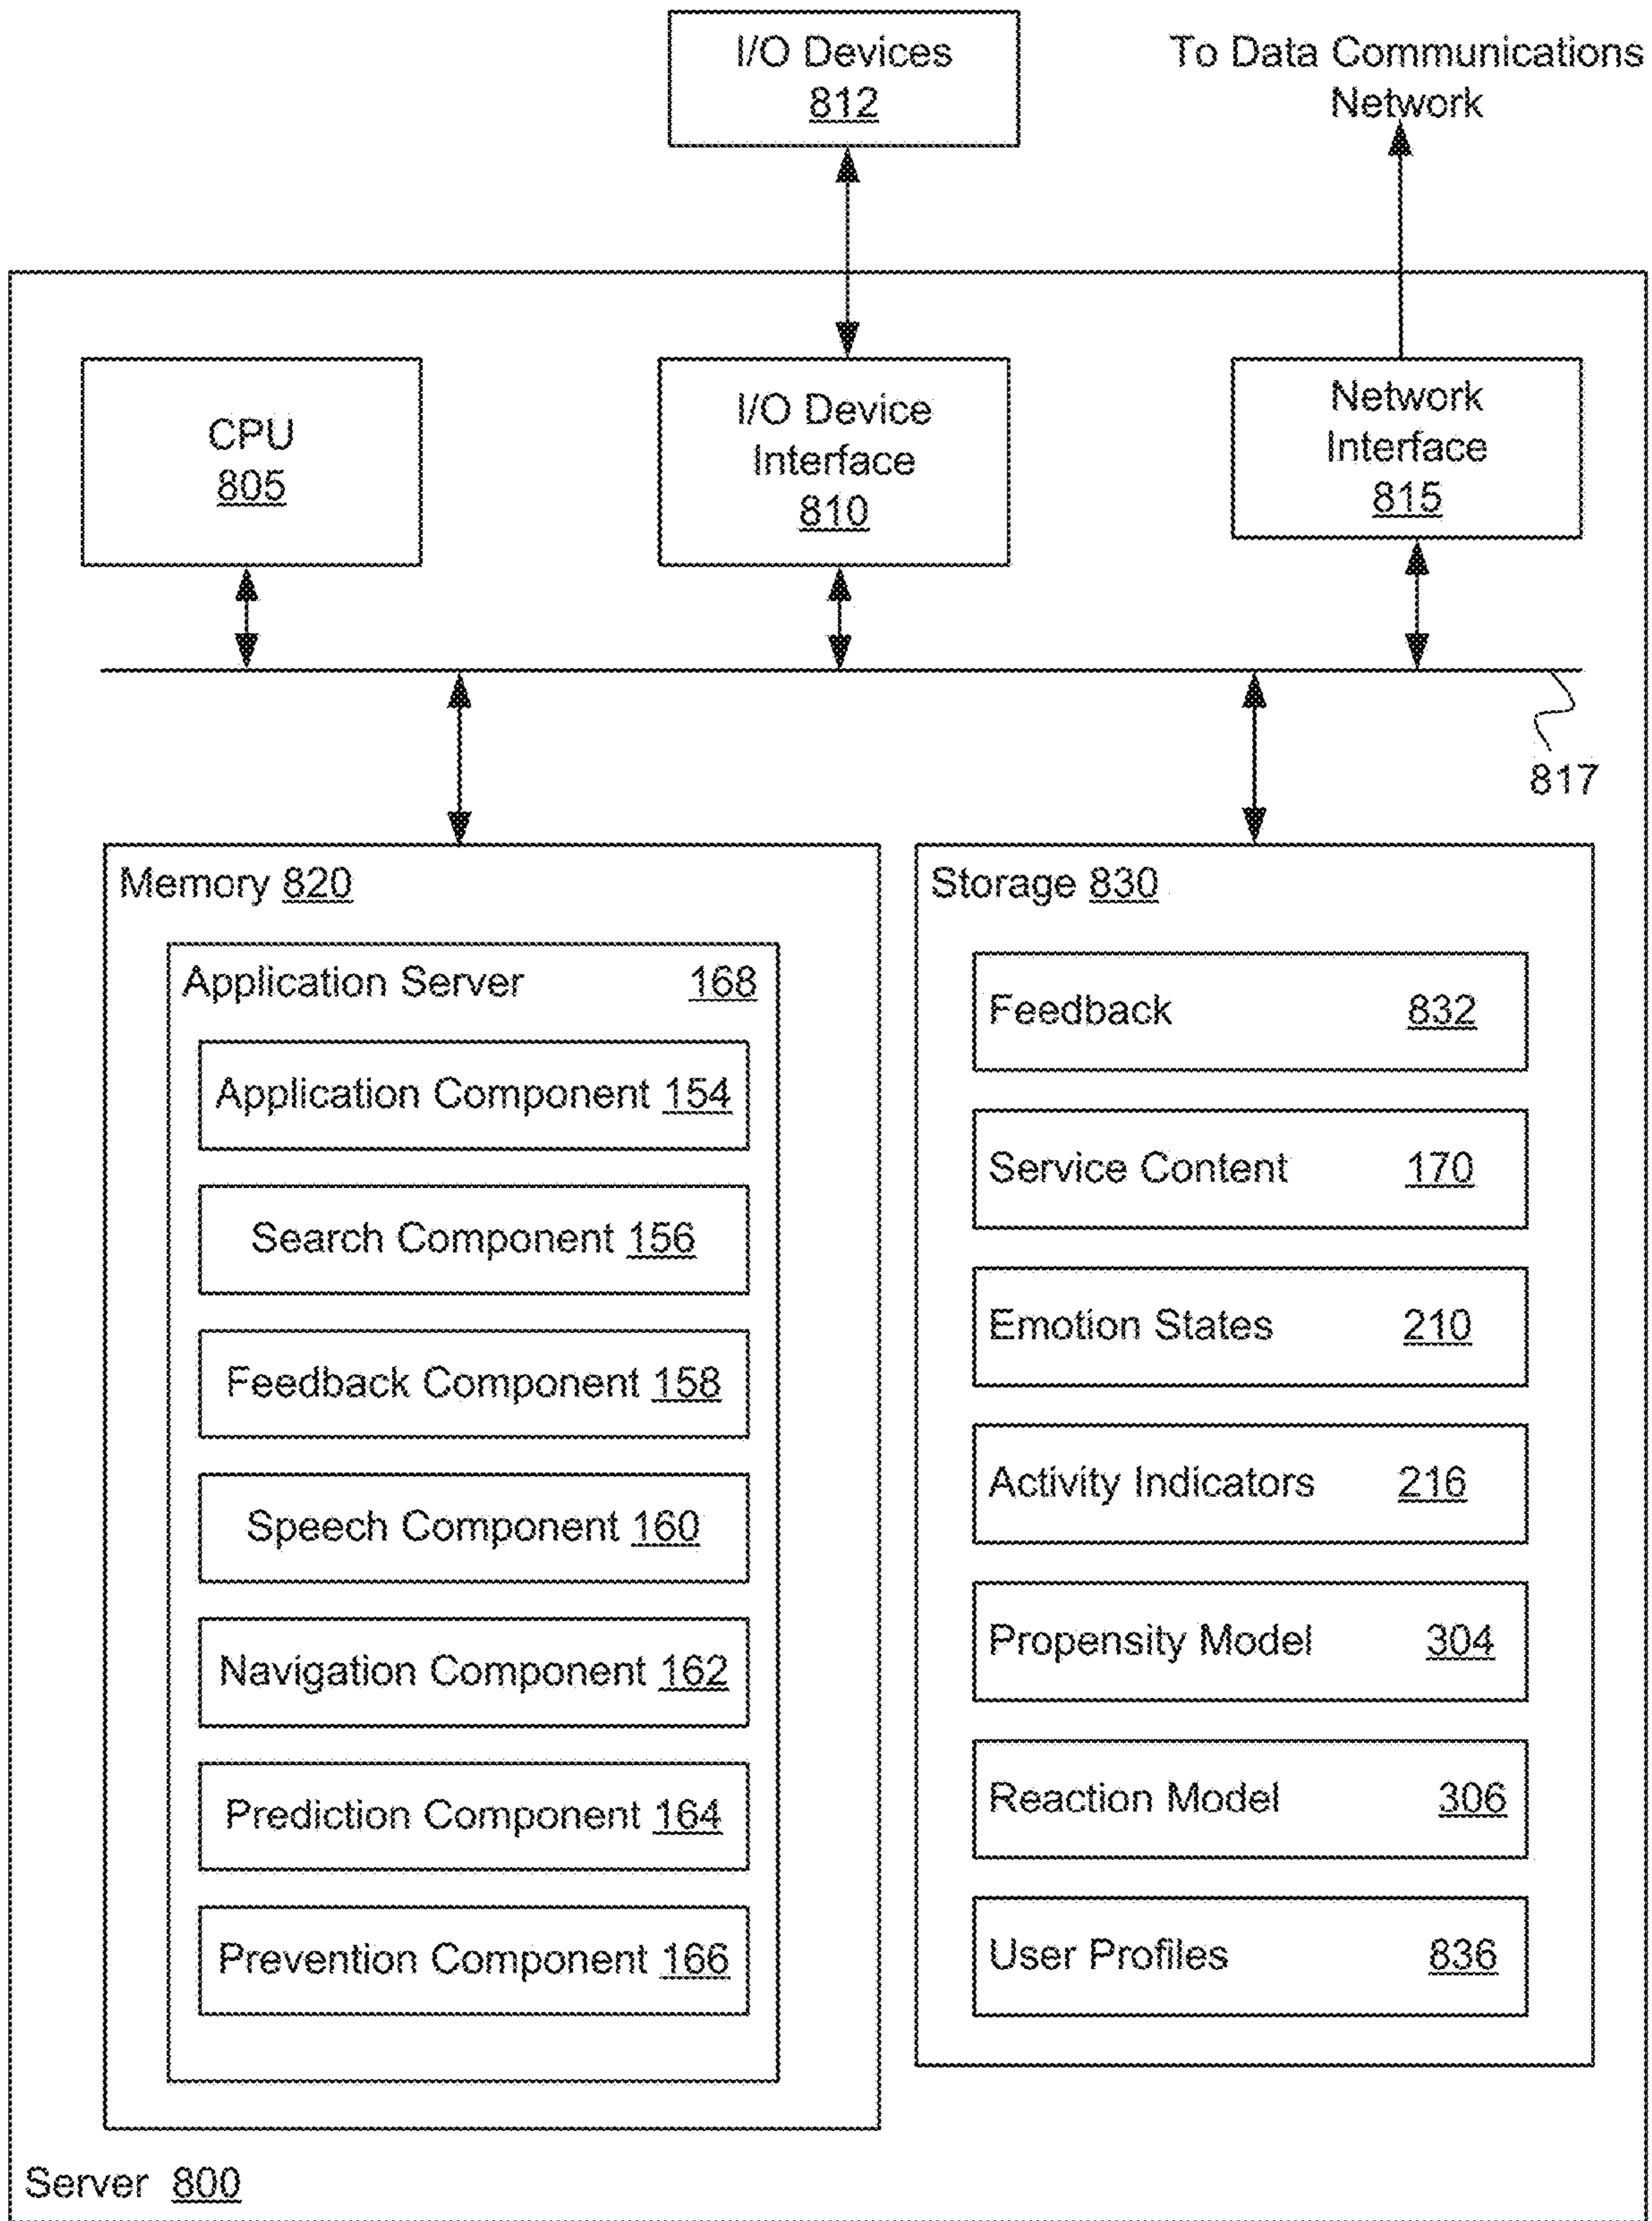 I/O Devices
812
To Data Communications
Network
CPU
805
I/O Device
Interface
810
Network
Interface
815
817
Memory 820
Application Server 168
Application Component 154
Search Component 156
Feedback Component 158
Speech Component 160
Navigation Component 162
Prediction Component 164
Prevention Component 166
Storage 830
Feedback 832
Service Content 170
Emotion States 210
Activity Indicators 216
Propensity Model 304
Reaction Model 306
User Profiles 836
Server 800